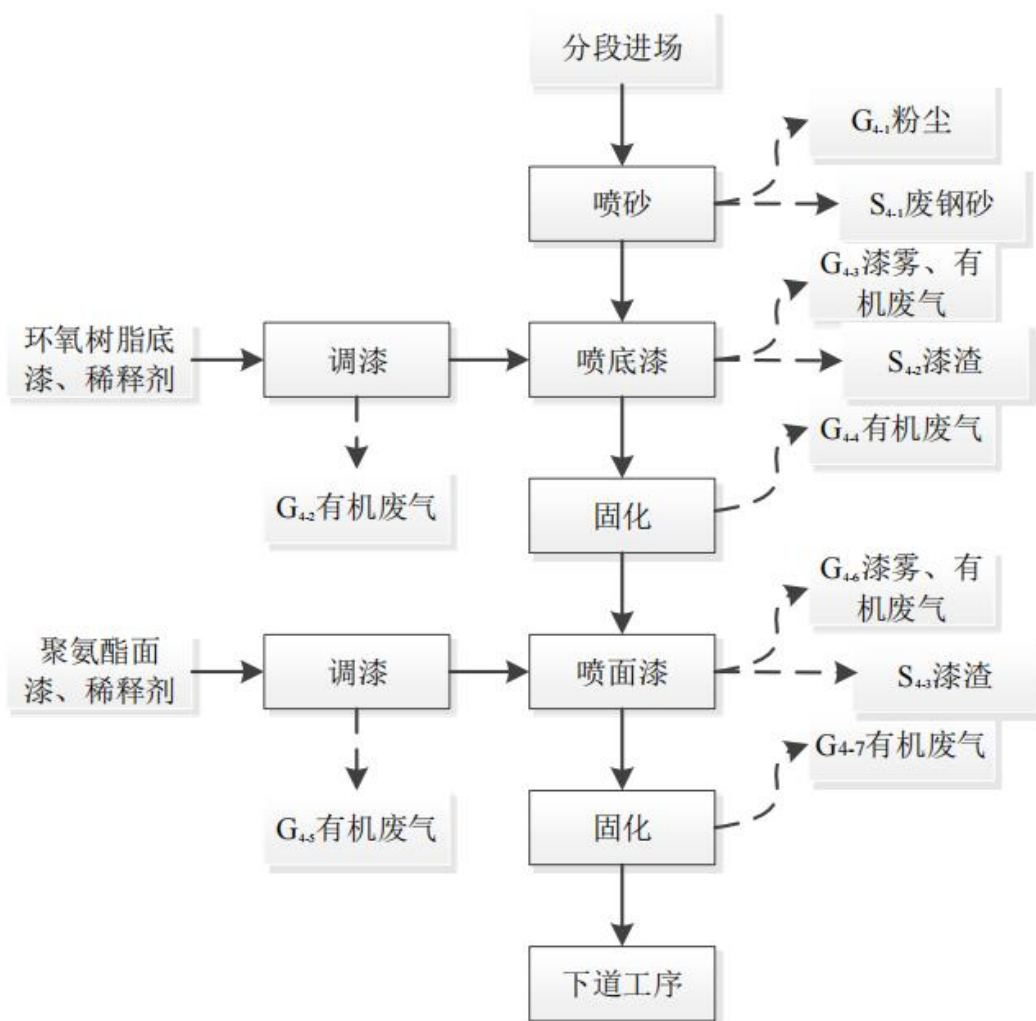 分段进场
G4-1粉尘
喷砂
S4-1废钢砂
G4-3漆雾、有
机废气
环氧树脂底
漆、稀释剂
调漆
喷底漆
S4-2漆渣
G4-4有机废气
G4-2有机废气
固化
G4-6漆雾、有
机废气
聚氨酯面
漆、稀释剂
调漆
喷面漆
S4-3漆渣
G4-7有机废气
G4-5有机废气
固化
下道工序